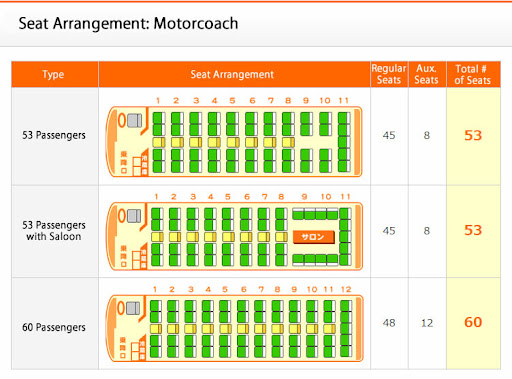 Seat Arrangement: Motorcoach
Type
Seat Arrangement
Regular
Seats
Aux.
Seats
Total #
of Seats
53 Passengers
1 2 3 4 5 6 7 8 9 10 11
乗降口
45
8
53
53 Passengers
with Saloon
1 2 3 4 5 6 7 8 9 10 11
サロン
乗降口
45
8
53
60 Passengers
1 2 3 4 5 6 7 8 9 10 11 12
乗降口
48
12
60